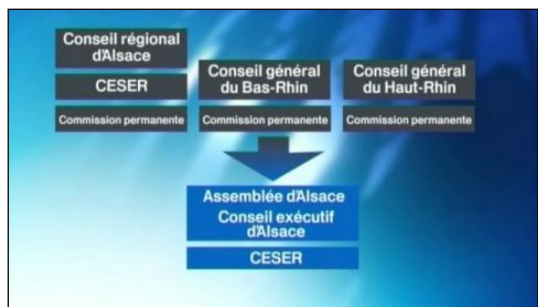 Conseil régional
d'Alsace
CESER
Commission permanente
Conseil général
du Bas-Rhin
Commission permanente
Conseil général
du Haut-Rhin
Commission permanente
Assemblée d'Alsace
Conseil exécutif
d'Alsace
CESER